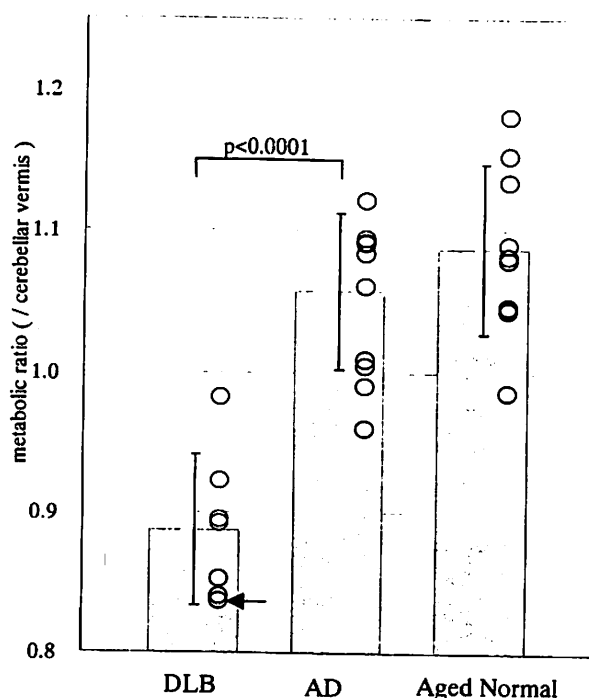 1.2
p<0.0001
1.1
metabolic ratio ( / cerebellar vermis )
1.0
0.9
0.8
DLB AD Aged Normal